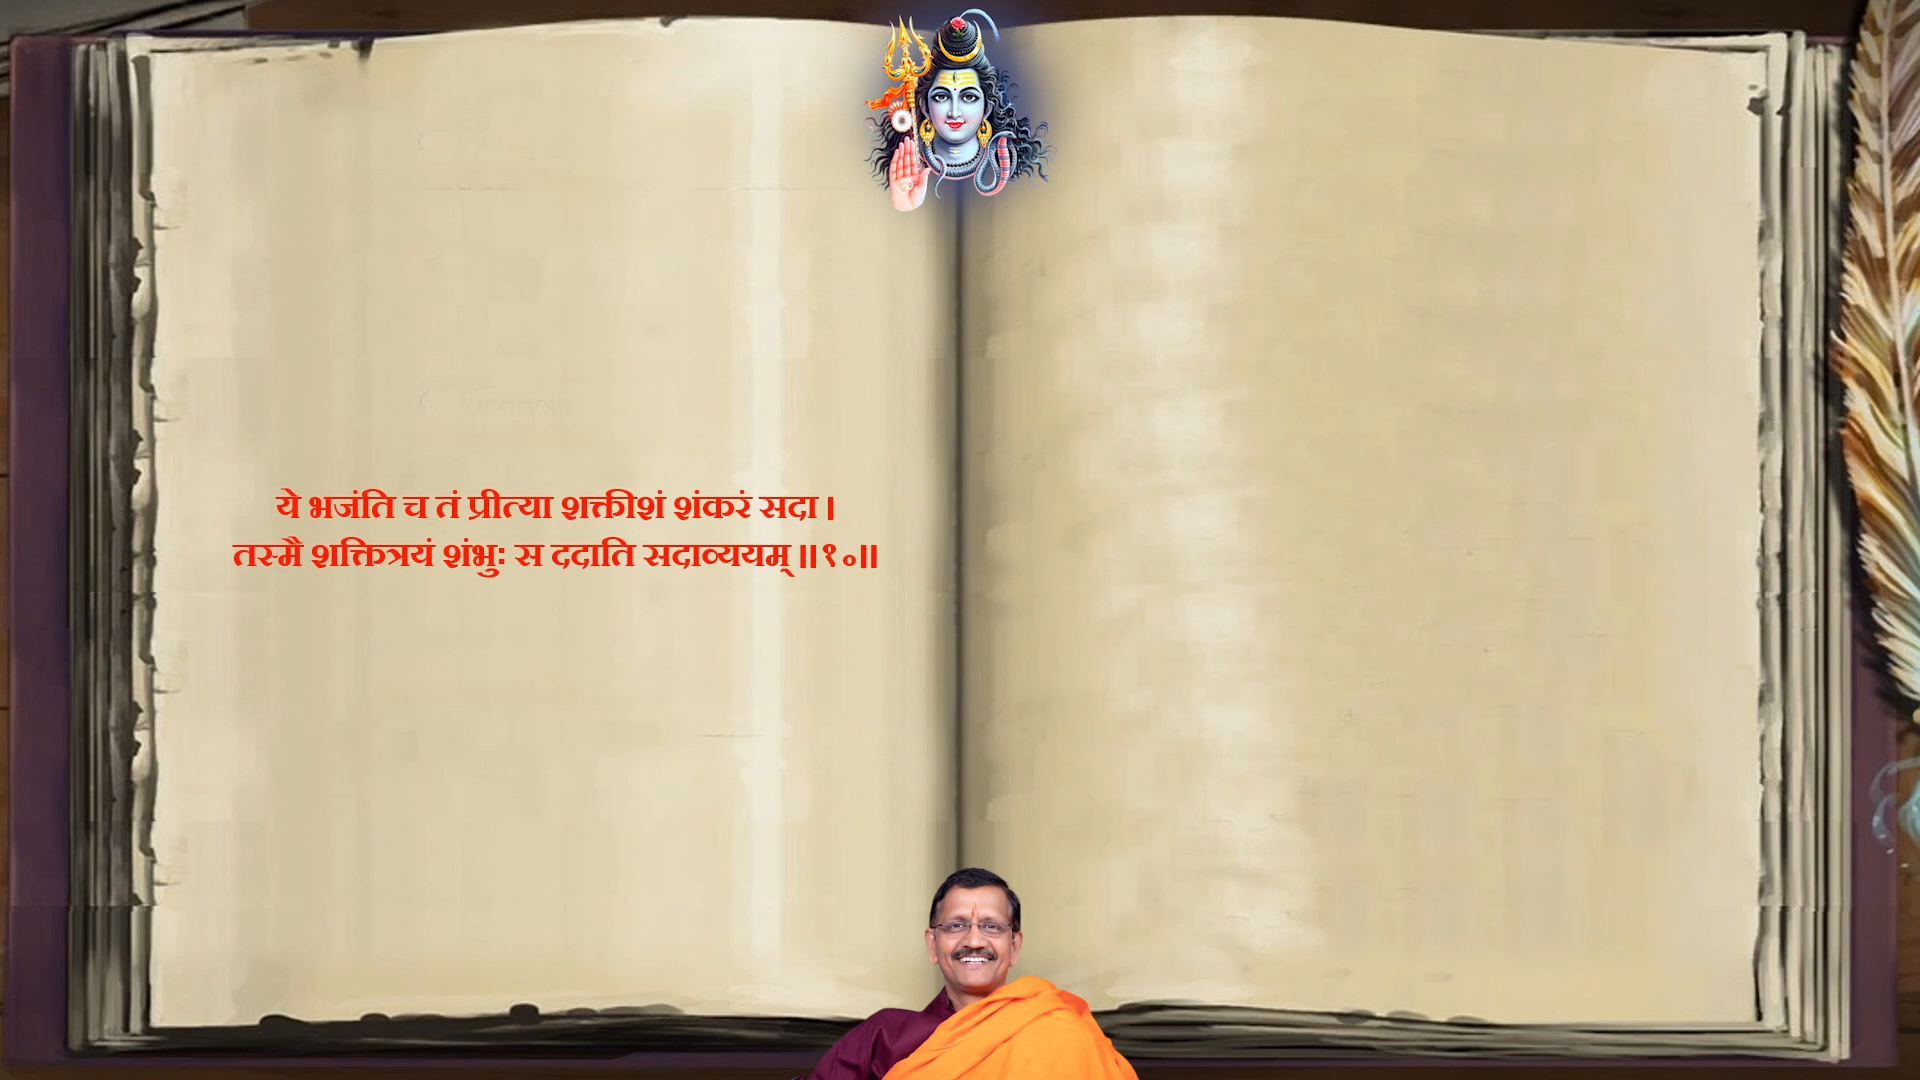 ये भजंति च तं प्रीत्या शक्तीशं शंकरं सदा ।
तस्मै शक्तित्रयं शंभुः स ददाति सदाव्ययम् ॥१०॥